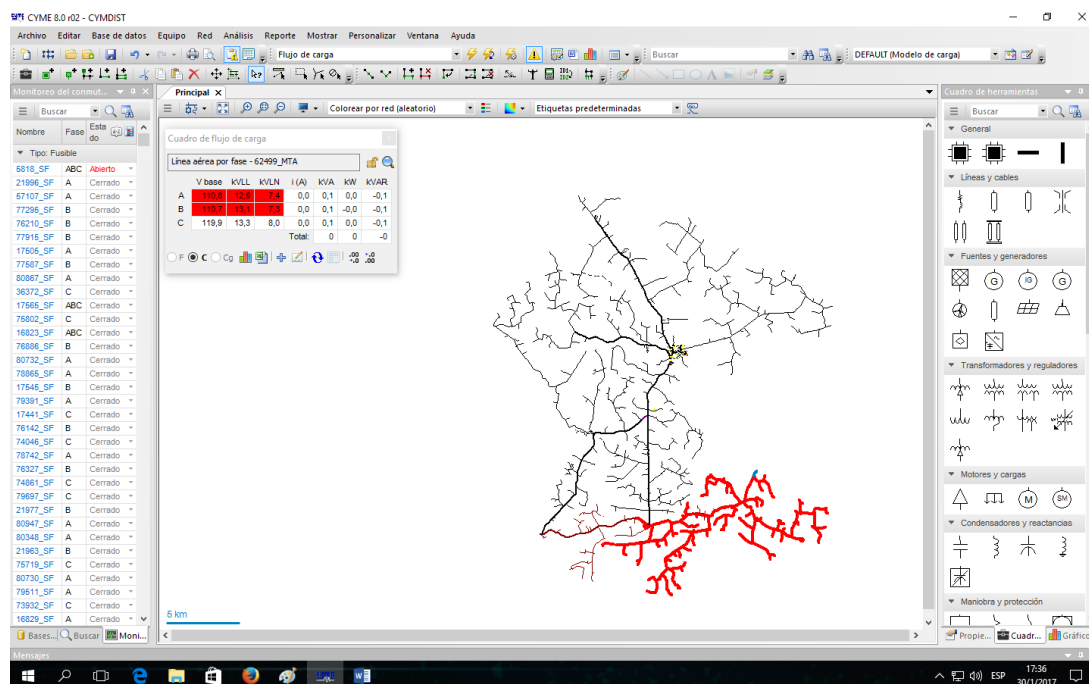 CYME CYME 8.0 r02 - CYMDIST
Archivo Editar Base de datos Equipo Red Análisis Reporte Mostrar Personalizar Ventana Ayuda
Flujo de carga
Buscar
DEFAULT (Modelo de carga)
Monitoreo del conmut...
Principal
Cuadro de herramientas
Buscar
Colorear por red (aleatorio)
Etiquetas predeterminadas
Buscar
Nombre Fase Estado
Tipo: Fusible
5818_SF ABC Abierto
21996_SF A Cerrado
57107_SF A Cerrado
77295_SF B Cerrado
76210_SF B Cerrado
77915_SF B Cerrado
17505_SF A Cerrado
77587_SF B Cerrado
80867_SF A Cerrado
36372_SF C Cerrado
17565_SF ABC Cerrado
75802_SF C Cerrado
16823_SF ABC Cerrado
76886_SF B Cerrado
80732_SF A Cerrado
78865_SF A Cerrado
17545_SF B Cerrado
79391_SF A Cerrado
17441_SF C Cerrado
76142_SF B Cerrado
74046_SF C Cerrado
78742_SF A Cerrado
76327_SF B Cerrado
74861_SF C Cerrado
79697_SF C Cerrado
21977_SF B Cerrado
80947_SF A Cerrado
80348_SF A Cerrado
21963_SF B Cerrado
75719_SF C Cerrado
80730_SF A Cerrado
79511_SF A Cerrado
73932_SF C Cerrado
16829_SF A Cerrado
Bases... Buscar Moni...
Cuadro de flujo de carga
Línea aérea por fase - 62499_MTA
V base kVLL kVLN i (A) kVA kW kVAR
A 110,8 12,9 7,4 0,0 0,1 0,0 -0,1
B 110,7 13,1 7,3 0,0 0,1 -0,0 -0,1
C 119,9 13,3 8,0 0,0 0,1 0,0 -0,1
Total: 0 0 -0
F C Cg
5 km
General
Líneas y cables
Fuentes y generadores
G IG G
Transformadores y reguladores
Motores y cargas
M SM
Condensadores y reactancias
Maniobra y protección
Propie... Cuadr... Gráfico
Mensajes
ESP
17:36
30/1/2017